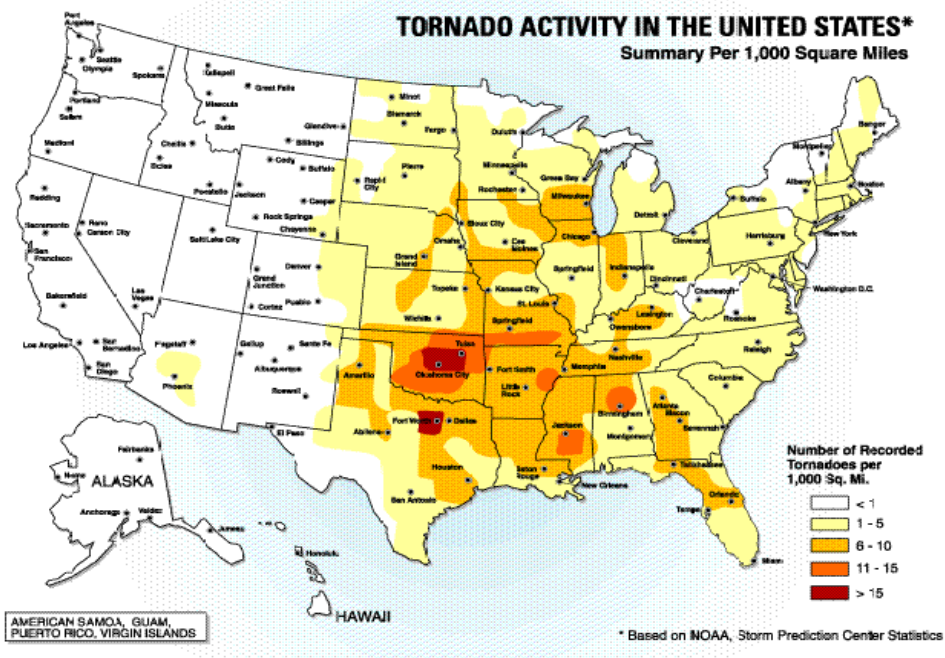 TORNADO ACTIVITY IN THE UNITED STATES*
Summary Per 1,000 Square Miles
Port Angeles
Seattle
Olympia
Spokane
Portland
Salem
Medford
Kalispell
Great Falls
Missoula
Butte
Glendive
Billings
Challis
Boise
Pocatello
Cody
Buffalo
Jackson
Casper
Rock Springs
Cheyenne
Minot
Bismarck
Fargo
Pierre
Rapid City
Duluth
Minneapolis
Rochester
Green Bay
Milwaukee
Redding
Sacramento
San Francisco
Reno
Carson City
Salt Lake City
Bakersfield
Las Vegas
Los Angeles
San Bernadino
San Diego
Grand Junction
Denver
Cortez
Pueblo
Sioux City
Omaha
Grand Island
Des Moines
Chicago
Detroit
Springfield
Indianapolis
Cincinnati
Cleveland
Topeka
Kansas City
St. Louis
Wichita
Springfield
Flagstaff
Phoenix
Gallup
Santa Fe
Albuquerque
Roswell
El Paso
Amarillo
Tulsa
Oklahoma City
Fort Smith
Little Rock
Memphis
Nashville
Owensboro
Lexington
Charleston
Roanoke
Raleigh
Columbia
Abilene
Fort Worth
Dallas
Jackson
Birmingham
Montgomery
Atlanta
Macon
Savannah
Houston
San Antonio
Baton Rouge
New Orleans
Tallahassee
Orlando
Tampa
Miami
Bangor
Montpelier
Albany
Boston
Buffalo
New York
Harrisburg
Washington D.C.
Fairbanks
Nome
ALASKA
Anchorage
Valdez
Juneau
Honolulu
HAWAII
Number of Recorded
Tornadoes per
1,000 Sq. Mi.
< 1
1 - 5
6 - 10
11 - 15
> 15
AMERICAN SAMOA, GUAM,
PUERTO RICO, VIRGIN ISLANDS
* Based on NOAA, Storm Prediction Center Statistics